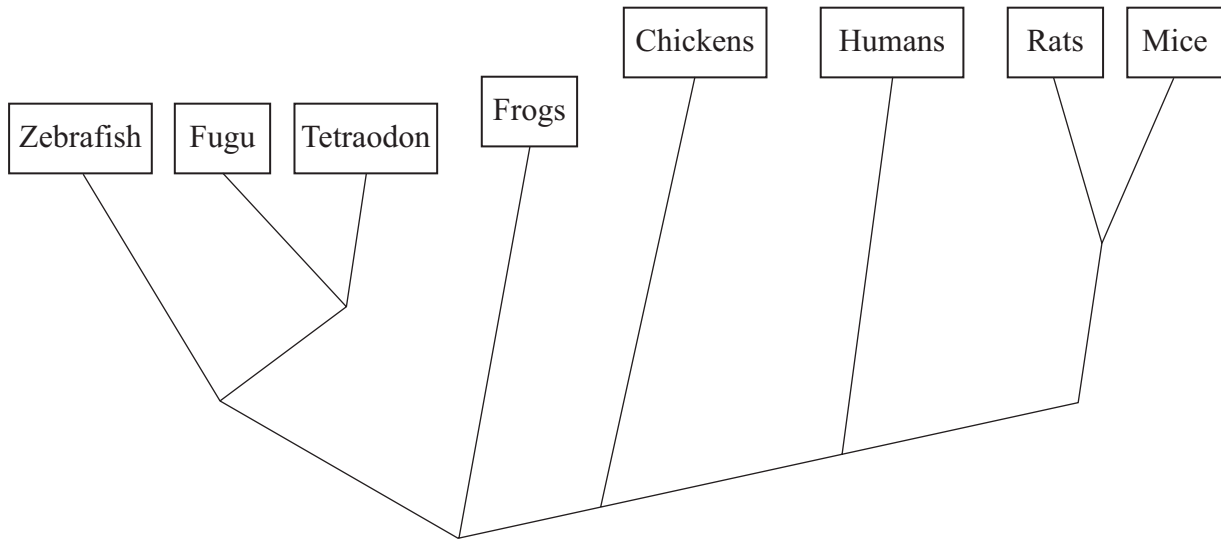 Zebrafish
Fugu
Tetraodon
Frogs
Chickens
Humans
Rats
Mice